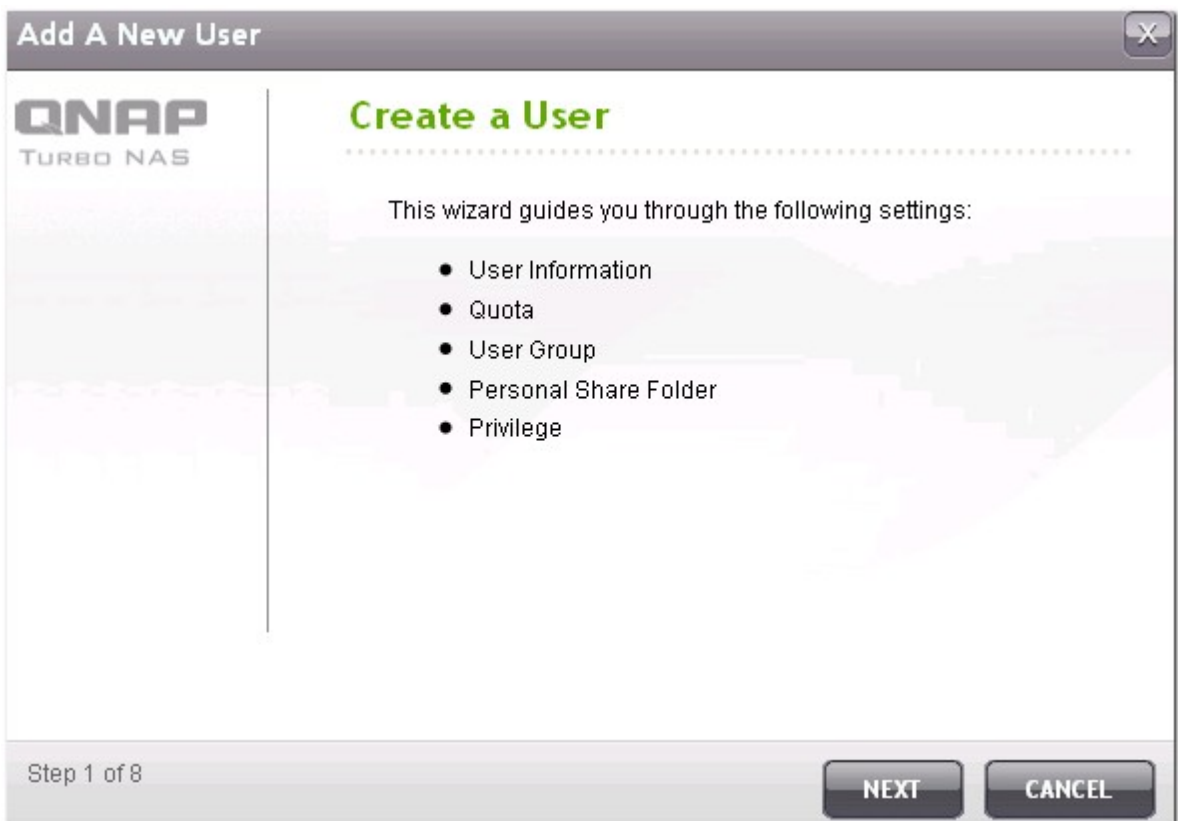 Add A New User
X
QNAP
TURBO NAS
Create a User
This wizard guides you through the following settings:
• User Information
• Quota
• User Group
• Personal Share Folder
• Privilege
Step 1 of 8
NEXT
CANCEL